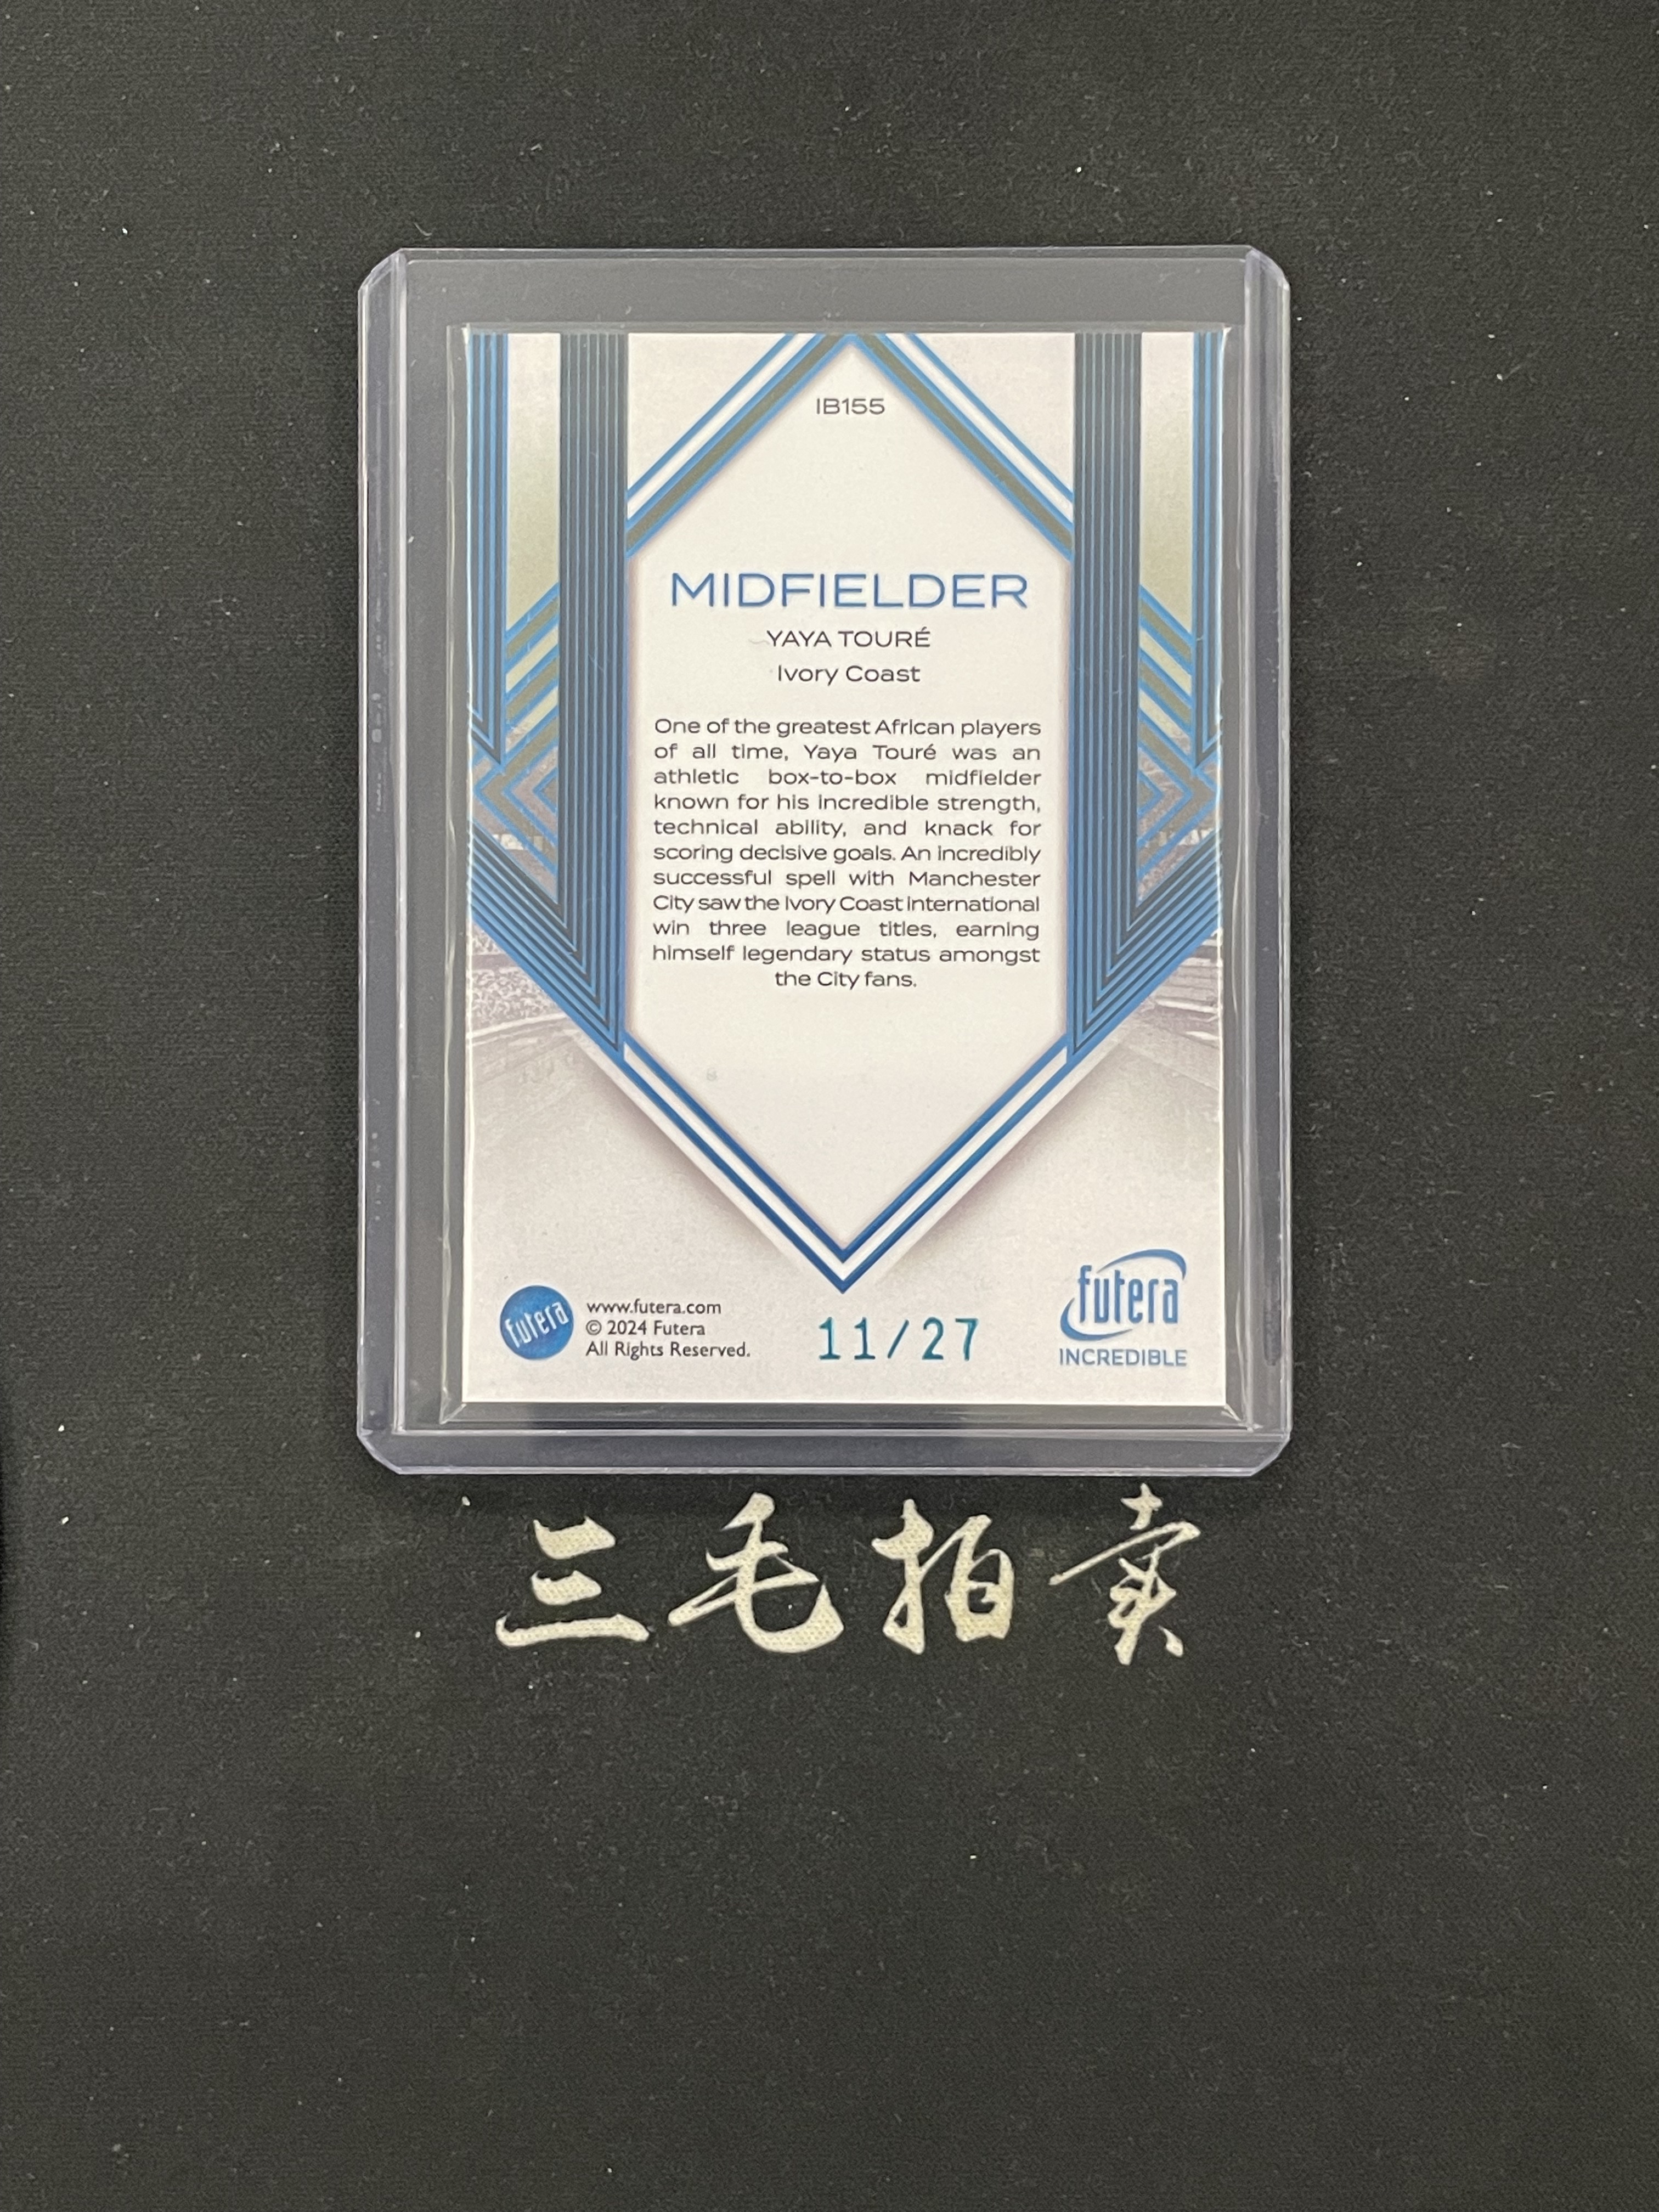 IB155
MIDFIELDER
YAYA TOURÉ
Ivory Coast
One of the greatest African players
of all time, Yaya Touré was an
athletic box-to-box midfielder
known for his incredible strength,
technical ability, and knack for
scoring decisive goals. An incredibly
successful spell with Manchester
City saw the Ivory Coast international
win three league titles, earning
himself legendary status amongst
the City fans.
futera
www.futera.com
© 2024 Futera
All Rights Reserved.
11/27
futera
INCREDIBLE
三毛拍卖